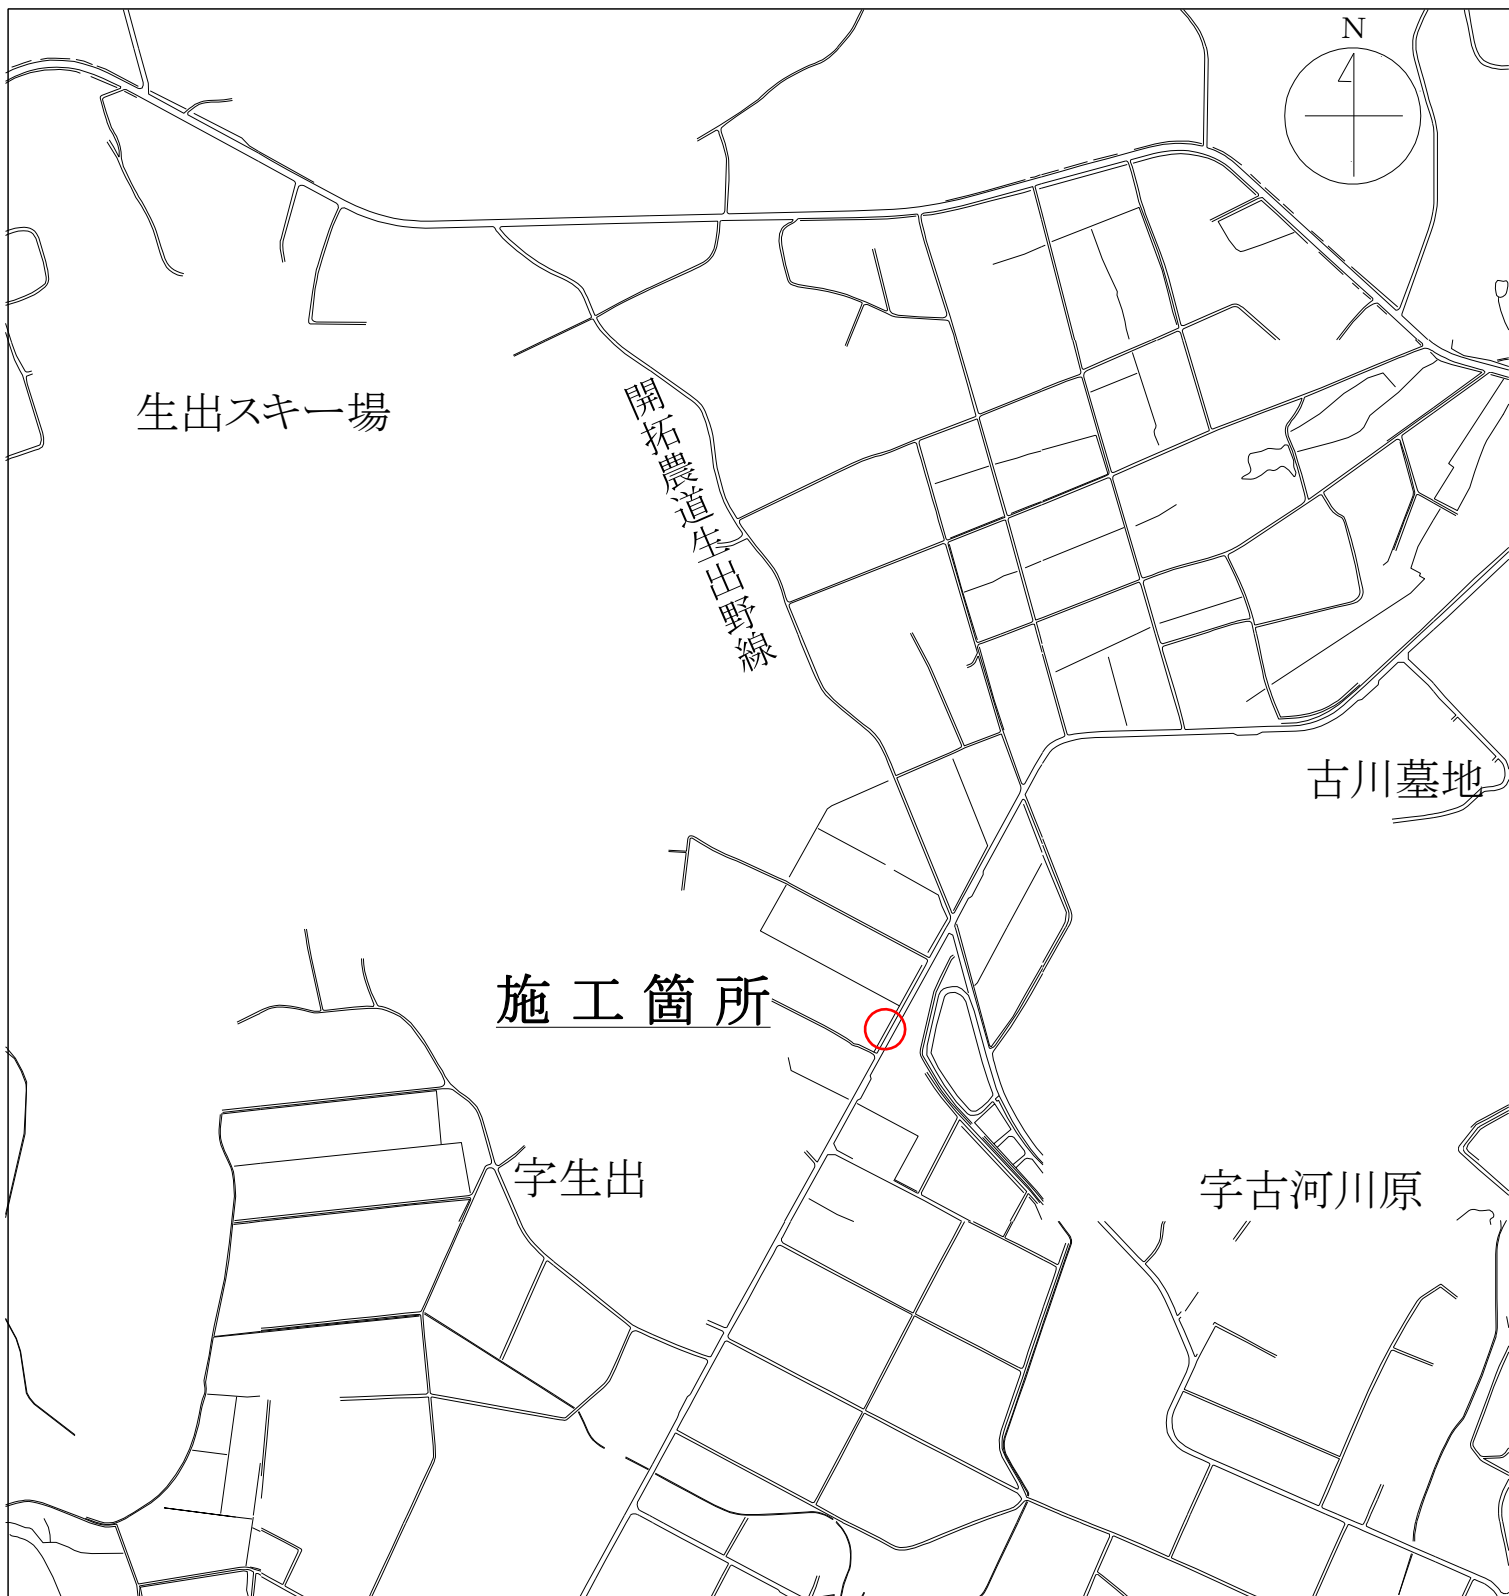 N
生出スキー場
開拓農道生出野線
古川墓地
施工箇所
字生出
字古河川原